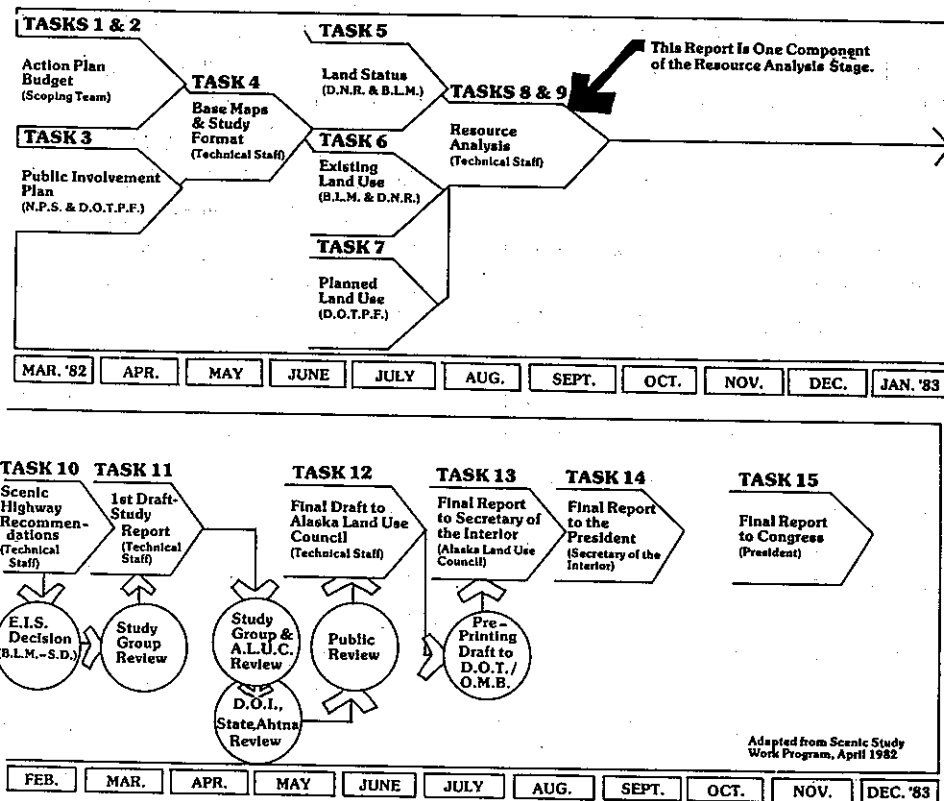 TASKS 1 & 2
Action Plan
Budget
(Scoping Team)
TASK 3
Public Involvement
Plan
(N.P.S. & D.O.T.P.F.)
TASK 4
Base Maps
& Study
Format
(Technical Staff)
TASK 5
Land Status
(D.N.R. & B.L.M.)
TASK 6
Existing
Land Use
(B.L.M. & D.N.R.)
TASK 7
Planned
Land Use
(D.O.T.P.F.)
TASKS 8 & 9
Resource
Analysis
(Technical Staff)
This Report Is One Component
of the Resource Analysis Stage.
MAR. '82 APR. MAY JUNE JULY AUG. SEPT. OCT. NOV. DEC. JAN. '83
TASK 10
Scenic
Highway
Recommen-
dations
(Technical
Staff)
TASK 11
1st Draft-
Study
Report
(Technical
Staff)
TASK 12
Final Draft to
Alaska Land Use
Council
(Technical Staff)
TASK 13
Final Report
to Secretary of
the Interior
(Alaska Land Use
Council)
TASK 14
Final Report
to the
President
(Secretary of the
Interior)
TASK 15
Final Report
to Congress
(President)
E.I.S.
Decision
(B.L.M.-S.D.)
Study
Group
Review
Study
Group &
A.L.U.C.
Review
D.O.I.,
State, Ahtna
Review
Public
Review
Pre-
Printing
Draft to
D.O.T./
O.M.B.
Adapted from Scenic Study
Work Program, April 1982
FEB. MAR. APR. MAY JUNE JULY AUG. SEPT. OCT. NOV. DEC. '83